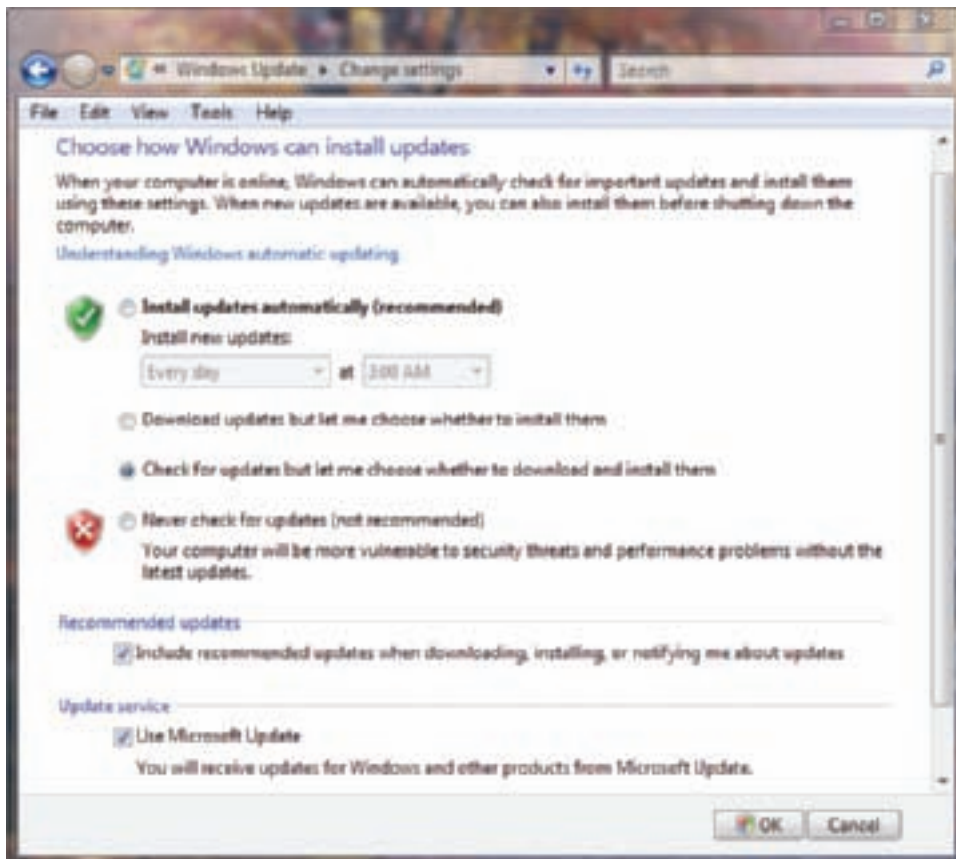 Windows Update ▸ Change settings
Search
File Edit View Tools Help
Choose how Windows can install updates
When your computer is online, Windows can automatically check for important updates and install them
using these settings. When new updates are available, you can also install them before shutting down the
computer.
Understanding Windows automatic updating
Install updates automatically (recommended)
Install new updates:
Every day at 3:00 AM
Download updates but let me choose whether to install them
Check for updates but let me choose whether to download and install them
Never check for updates (not recommended)
Your computer will be more vulnerable to security threats and performance problems without the
latest updates.
Recommended updates
Include recommended updates when downloading, installing, or notifying me about updates
Update service
Use Microsoft Update
You will receive updates for Windows and other products from Microsoft Update.
OK Cancel